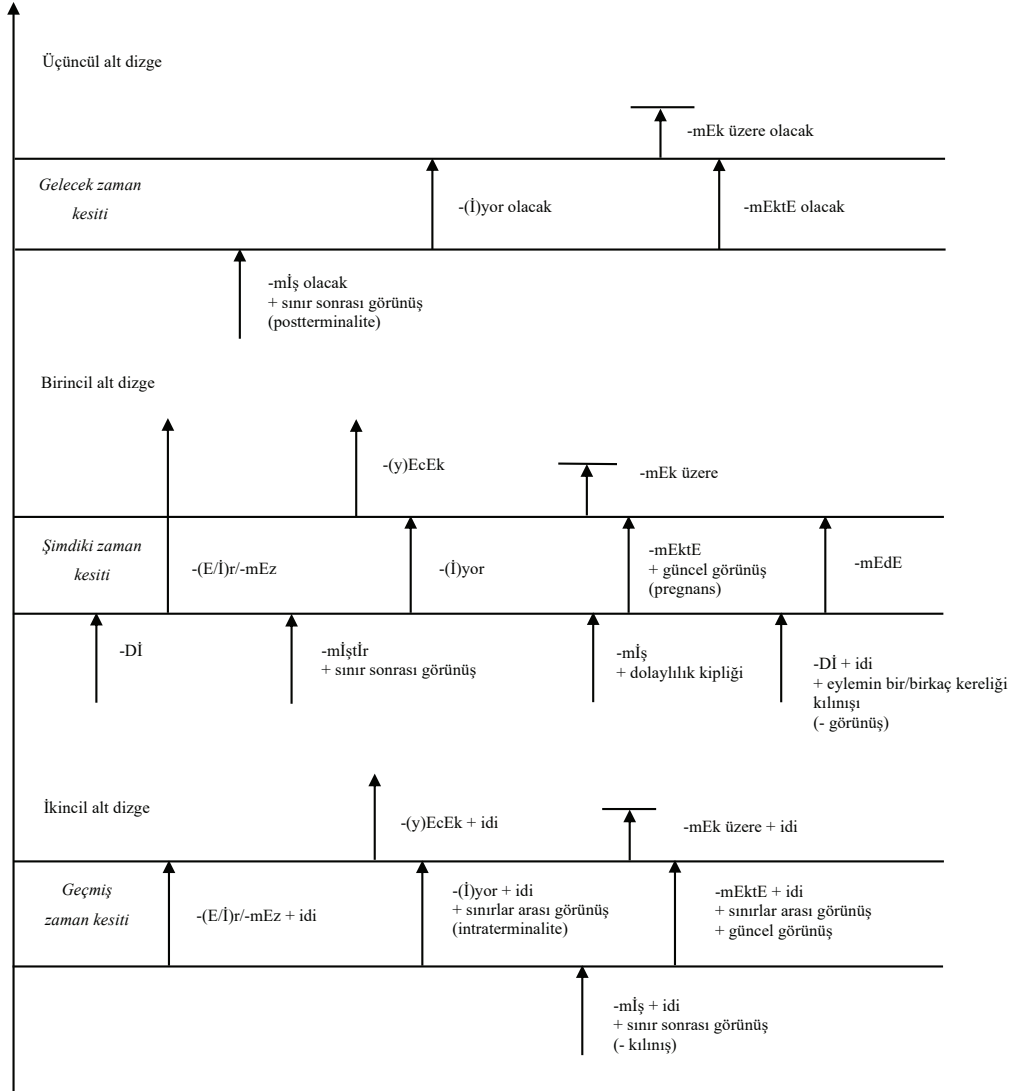 Üçüncül alt dizge
-mEk üzere olacak
Gelecek zaman
kesiti
-(İ)yor olacak
-mEktE olacak
-mİş olacak
+ sınır sonrası görünüş
(postterminalite)
Birincil alt dizge
-(y)EcEk
-mEk üzere
Şimdiki zaman
kesiti
-(E/İ)r/-mEz
-(İ)yor
-mEktE
+ güncel görünüş
(pregnans)
-mEdE
-Dİ
-mİştİr
+ sınır sonrası görünüş
-mİş
+ dolaylılık kipliği
-Dİ + idi
+ eylemin bir/birkaç kereliği
kılınışı
(- görünüş)
İkincil alt dizge
-(y)EcEk + idi
-mEk üzere + idi
Geçmiş
zaman kesiti
-(E/İ)r/-mEz + idi
-(İ)yor + idi
+ sınırlar arası görünüş
(intraterminalite)
-mEktE + idi
+ sınırlar arası görünüş
+ güncel görünüş
-mİş + idi
+ sınır sonrası görünüş
(- kılınış)